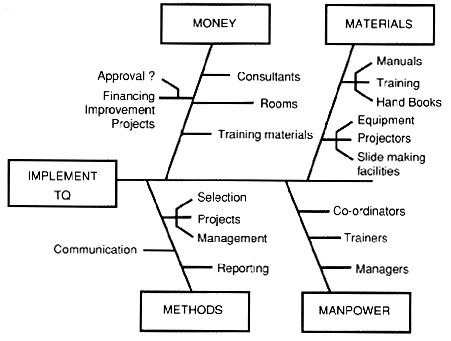 MONEY
MATERIALS
Approval ?
Financing
Improvement
Projects
Consultants
Rooms
Training materials
Manuals
Training
Hand Books
Equipment
Projectors
Slide making
facilities
IMPLEMENT
TQ
Selection
Projects
Management
Communication
Reporting
Co-ordinators
Trainers
Managers
METHODS
MANPOWER